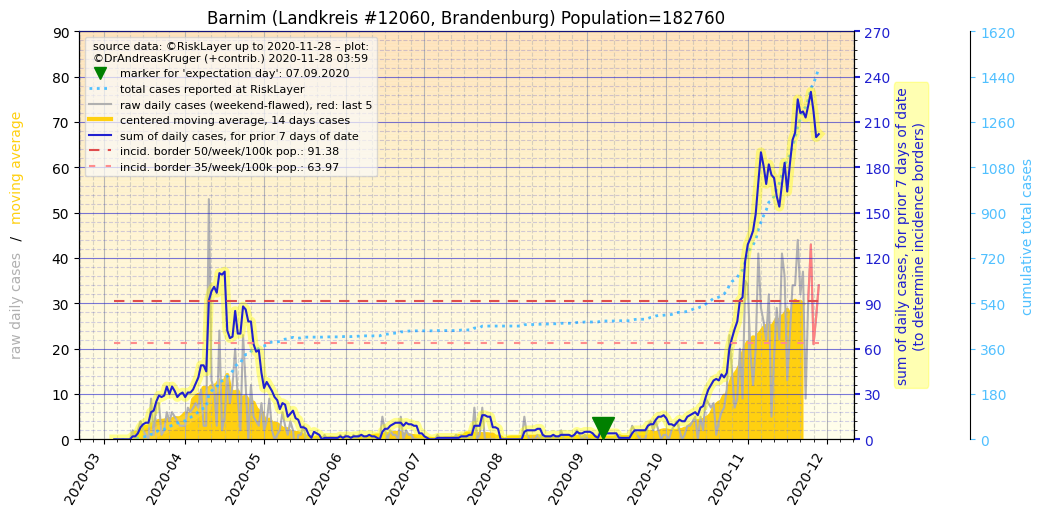 Barnim (Landkreis #12060, Brandenburg) Population=182760
source data: ©RiskLayer up to 2020-11-28 – plot:
©DrAndreasKruger (+contrib.) 2020-11-28 03:59
marker for 'expectation day': 07.09.2020
total cases reported at RiskLayer
raw daily cases (weekend-flawed), red: last 5
centered moving average, 14 days cases
sum of daily cases, for prior 7 days of date
incid. border 50/week/100k pop.: 91.38
incid. border 35/week/100k pop.: 63.97
raw daily cases / moving average
90
80
70
60
50
40
30
20
10
0
2020-03
2020-04
2020-05
2020-06
2020-07
2020-08
2020-09
2020-10
2020-11
2020-12
270
240
210
180
150
120
90
60
30
0
sum of daily cases, for prior 7 days of date
(to determine incidence borders)
1620
1440
1260
1080
900
720
540
360
180
0
cumulative total cases